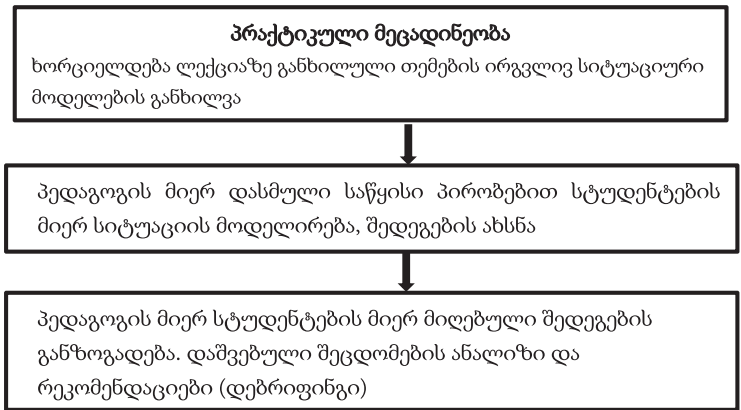 პრაქტიკული მეცადინეობა
ხორციელდება ლექციაზე განხილული თემების ირგვლივ სიტუაციური
მოდელების განხილვა
პედაგოგის მიერ დასმული საწყისი პირობებით სტუდენტების
მიერ სიტუაციის მოდელირება, შედეგების ახსნა
პედაგოგის მიერ სტუდენტების მიერ მიღებული შედეგების
განზოგადება. დაშვებული შეცდომების ანალიზი და
რეკომენდაციები (დებრიფინგი)